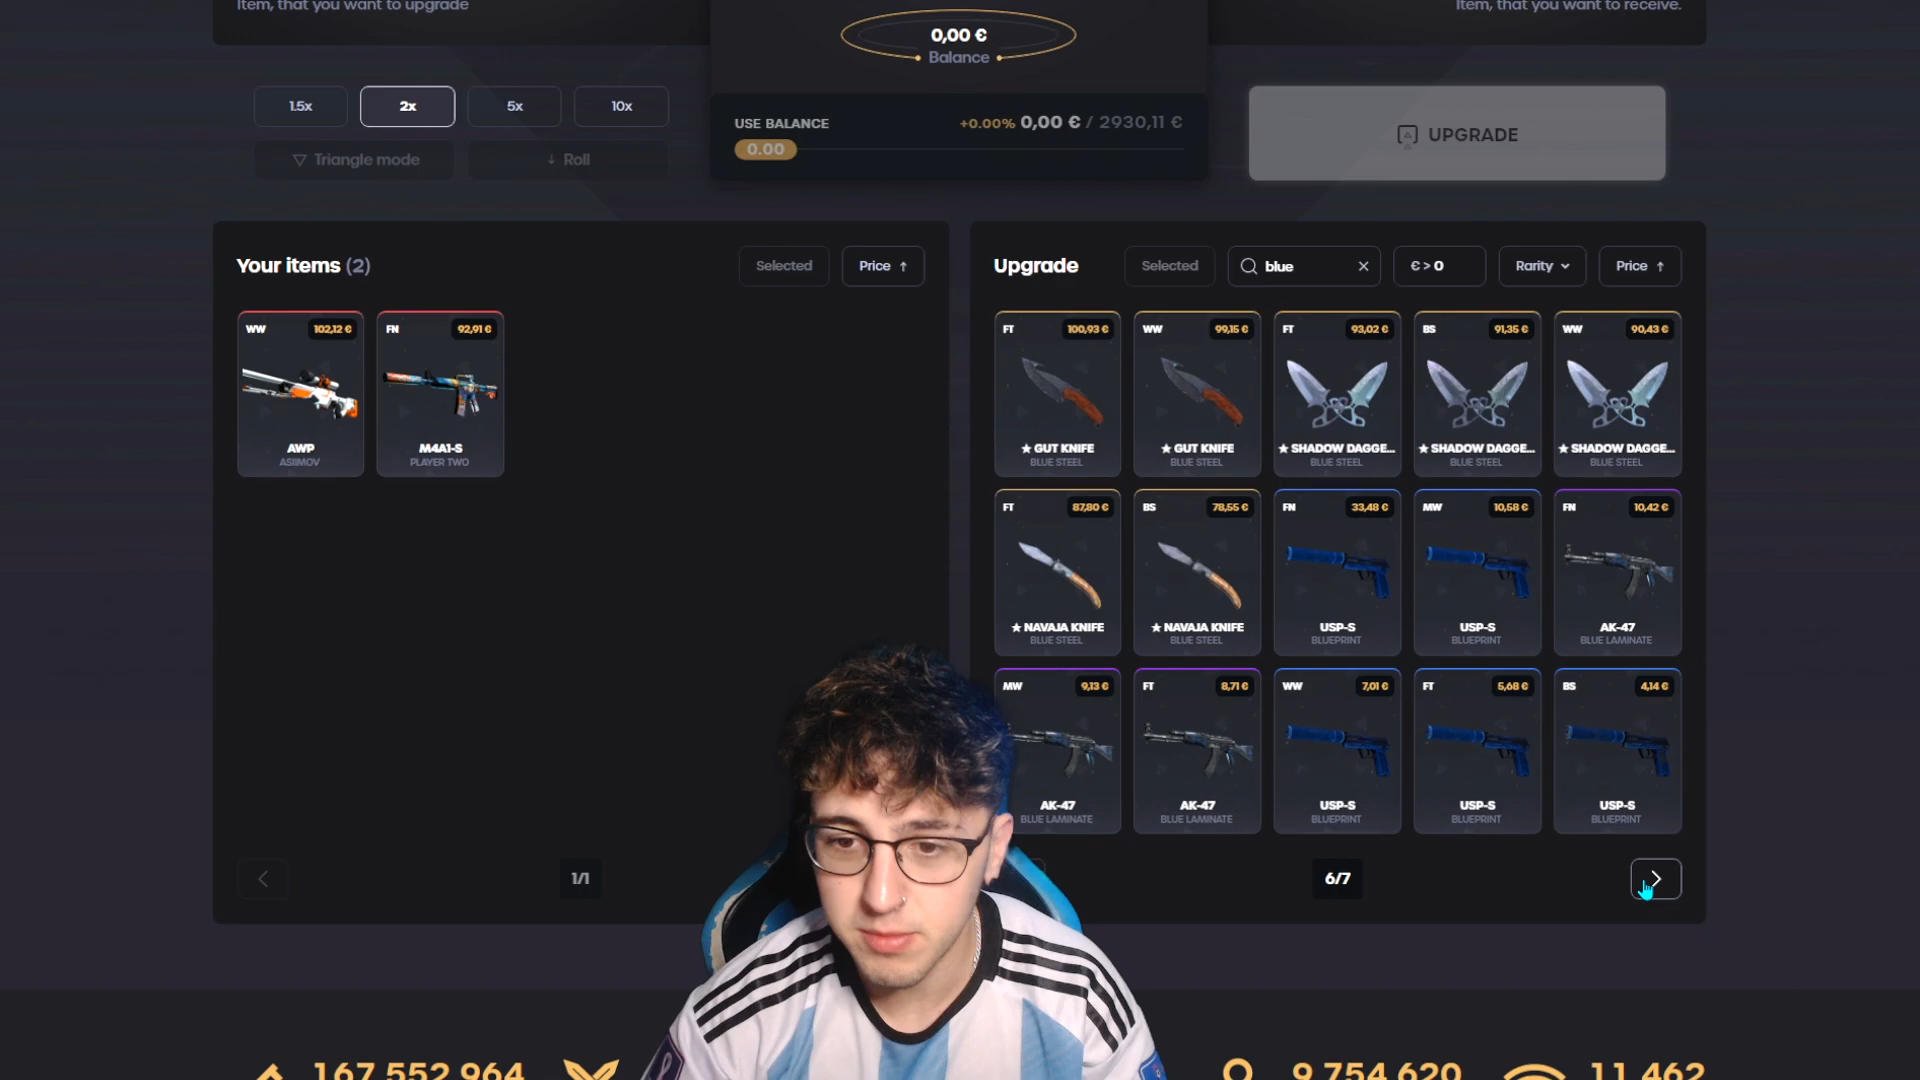 Item, that you want to upgrade
Item, that you want to receive.
0,00 €
Balance
1.5x
2x
5x
10x
Triangle mode
Roll
USE BALANCE
+0.00% 0,00 € / 2930,11 €
0.00
UPGRADE
Your items (2)
Selected
Price ↑
Upgrade
Selected
blue
€ > 0
Rarity
Price ↑
WW 102,12 €
AWP
ASIIMOV
FN 92,91 €
M4A1-S
PLAYER TWO
FT 100,93 €
★ GUT KNIFE
BLUE STEEL
WW 99,15 €
★ GUT KNIFE
BLUE STEEL
FT 93,02 €
★ SHADOW DAGGE...
BLUE STEEL
BS 91,35 €
★ SHADOW DAGGE...
BLUE STEEL
WW 90,43 €
★ SHADOW DAGGE...
BLUE STEEL
FT 87,80 €
★ NAVAJA KNIFE
BLUE STEEL
BS 78,55 €
★ NAVAJA KNIFE
BLUE STEEL
FN 33,48 €
USP-S
BLUEPRINT
MW 10,58 €
USP-S
BLUEPRINT
FN 10,42 €
AK-47
BLUE LAMINATE
MW 9,13 €
AK-47
BLUE LAMINATE
FT 8,71 €
AK-47
BLUE LAMINATE
WW 7,01 €
USP-S
BLUEPRINT
FT 5,68 €
USP-S
BLUEPRINT
BS 4,14 €
USP-S
BLUEPRINT
1/1
6/7
167 552 964
9 754 620
11 462